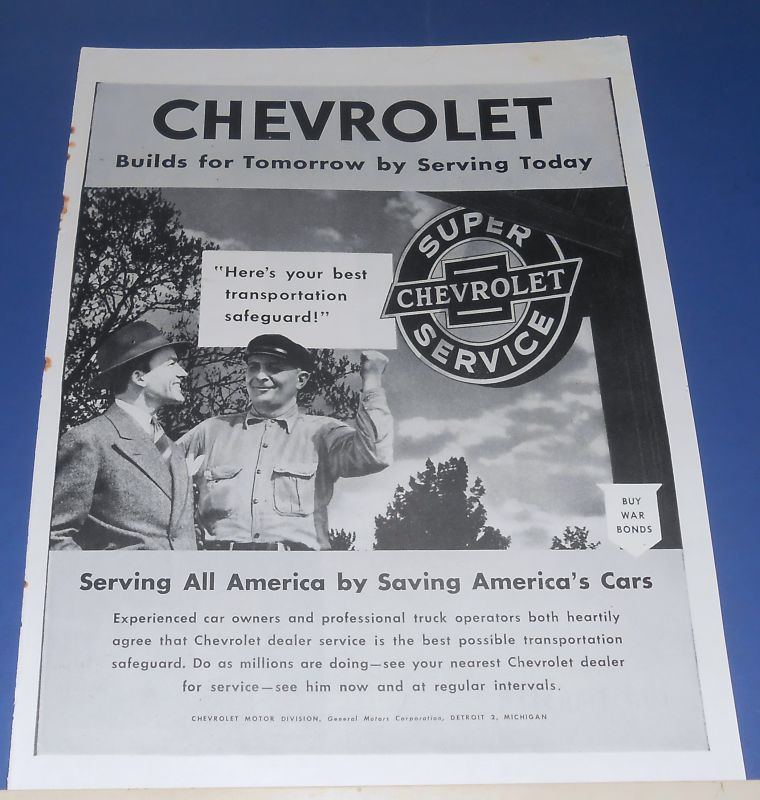 CHEVROLET
Builds for Tomorrow by Serving Today
"Here's your best
transportation
safeguard!"
SUPER
CHEVROLET
SERVICE
BUY
WAR
BONDS
Serving All America by Saving America's Cars
Experienced car owners and professional truck operators both heartily
agree that Chevrolet dealer service is the best possible transportation
safeguard. Do as millions are doing—see your nearest Chevrolet dealer
for service—see him now and at regular intervals.
CHEVROLET MOTOR DIVISION, General Motors Corporation, DETROIT 2, MICHIGAN